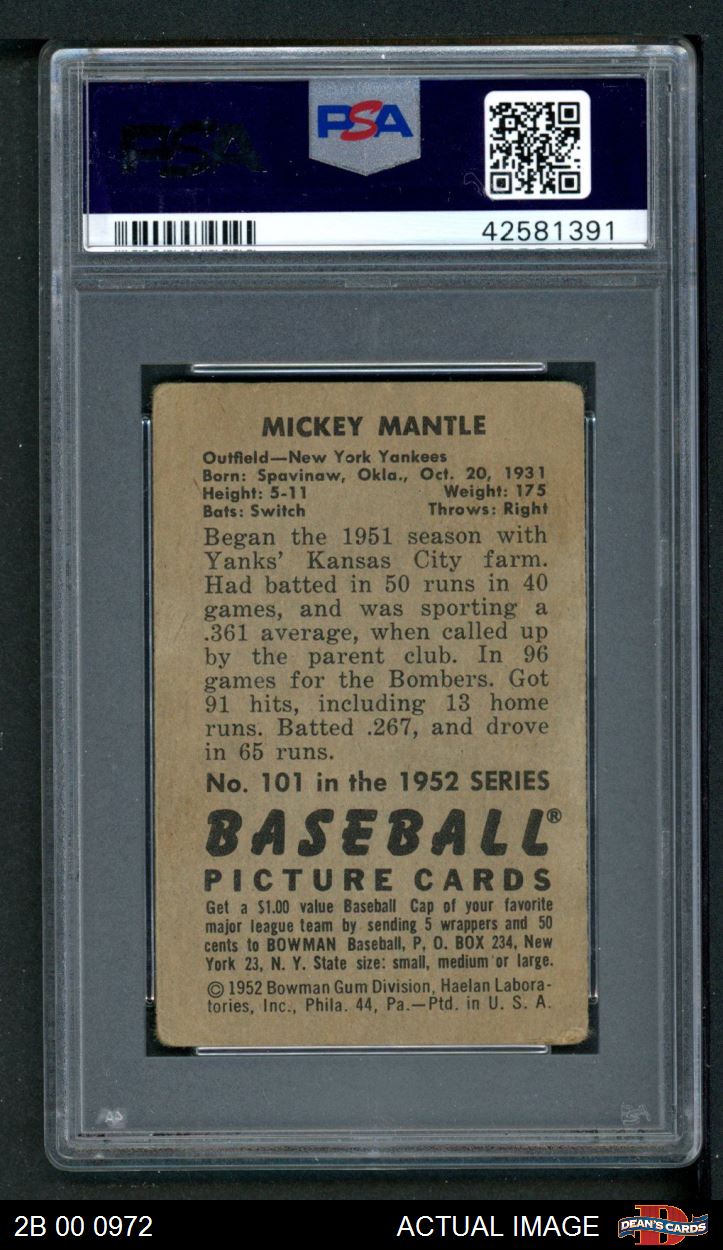 PSA
PSA
42581391
MICKEY MANTLE
Outfield—New York Yankees
Born: Spavinaw, Okla., Oct. 20, 1931
Height: 5-11 Weight: 175
Bats: Switch Throws: Right
Began the 1951 season with
Yanks' Kansas City farm.
Had batted in 50 runs in 40
games, and was sporting a
.361 average, when called up
by the parent club. In 96
games for the Bombers. Got
91 hits, including 13 home
runs. Batted .267, and drove
in 65 runs.
No. 101 in the 1952 SERIES
BASEBALL®
PICTURE CARDS
Get a $1.00 value Baseball Cap of your favorite
major league team by sending 5 wrappers and 50
cents to BOWMAN Baseball, P. O. BOX 234, New
York 23, N. Y. State size: small, medium or large.
© 1952 Bowman Gum Division, Haelan Labora-
tories, Inc., Phila. 44, Pa.—Ptd. in U. S. A.
2B 00 0972 ACTUAL IMAGE DEAN'S CARDS